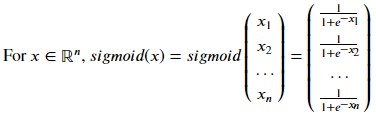 For x ∈ ℝⁿ, sigmoid(x) = sigmoid ( x₁ x₂ ... xₙ ) = ( 1/(1+e^−x₁) 1/(1+e^−x₂) ... 1/(1+e^−xₙ) )